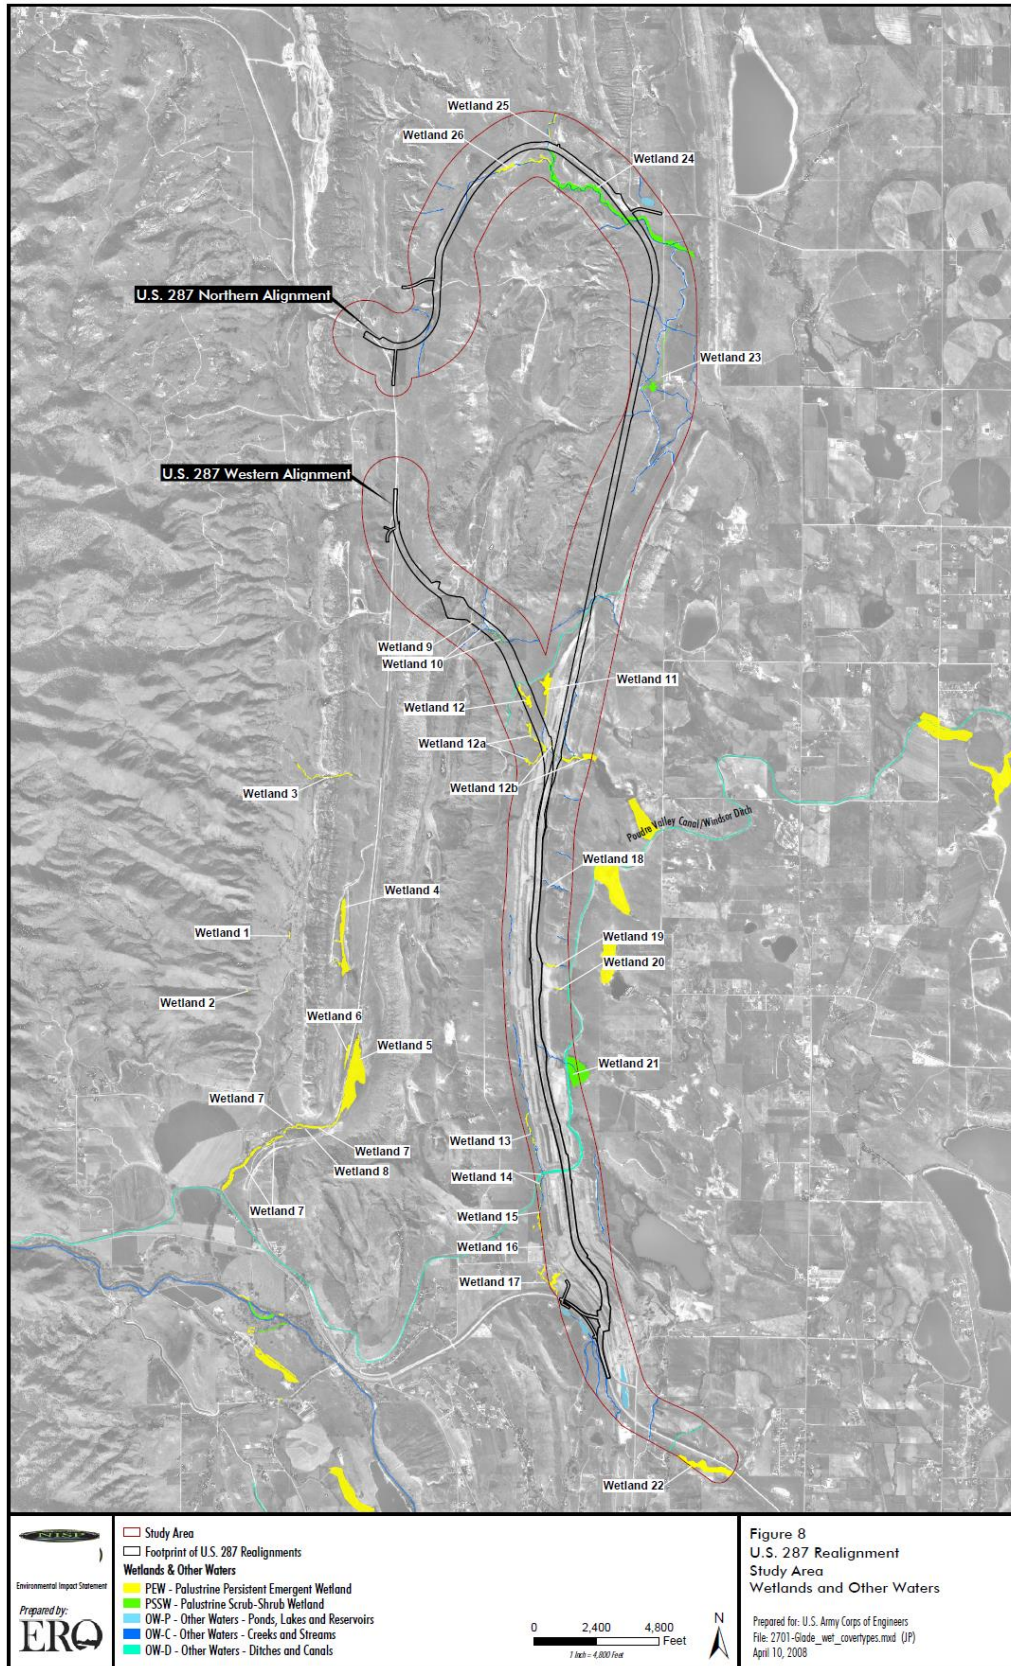 Wetland 25
Wetland 26
Wetland 24
U.S. 287 Northern Alignment
Wetland 23
U.S. 287 Western Alignment
Wetland 9
Wetland 10
Wetland 11
Wetland 12
Wetland 12a
Wetland 3
Wetland 12b
Poudre Valley Canal/Windsor Ditch
Wetland 18
Wetland 4
Wetland 1
Wetland 19
Wetland 20
Wetland 2
Wetland 6
Wetland 5
Wetland 21
Wetland 7
Wetland 13
Wetland 7
Wetland 8
Wetland 14
Wetland 7
Wetland 15
Wetland 16
Wetland 17
Wetland 22
NISP
Environmental Impact Statement
Prepared by:
ERO
Study Area
Footprint of U.S. 287 Realignments
Wetlands & Other Waters
PEW - Palustrine Persistent Emergent Wetland
PSSW - Palustrine Scrub-Shrub Wetland
OW-P - Other Waters - Ponds, Lakes and Reservoirs
OW-C - Other Waters - Creeks and Streams
OW-D - Other Waters - Ditches and Canals
0 2,400 4,800
Feet
1 Inch = 4,800 Feet
N
Figure 8
U.S. 287 Realignment
Study Area
Wetlands and Other Waters
Prepared for: U.S. Army Corps of Engineers
File: 2701-Glade_wet_covertypes.mxd (JP)
April 10, 2008